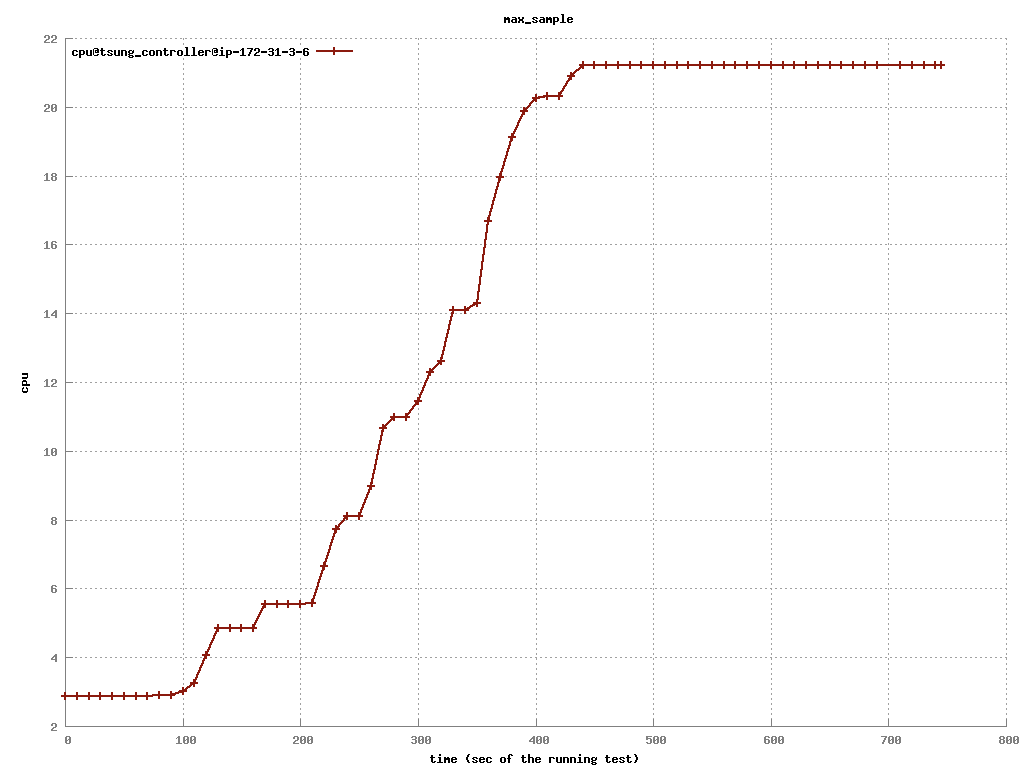 max_sample
22
cpu@tsung_controller@ip-172-31-3-6
20
18
16
14
cpu
12
10
8
6
4
2
0 100 200 300 400 500 600 700 800
time (sec of the running test)